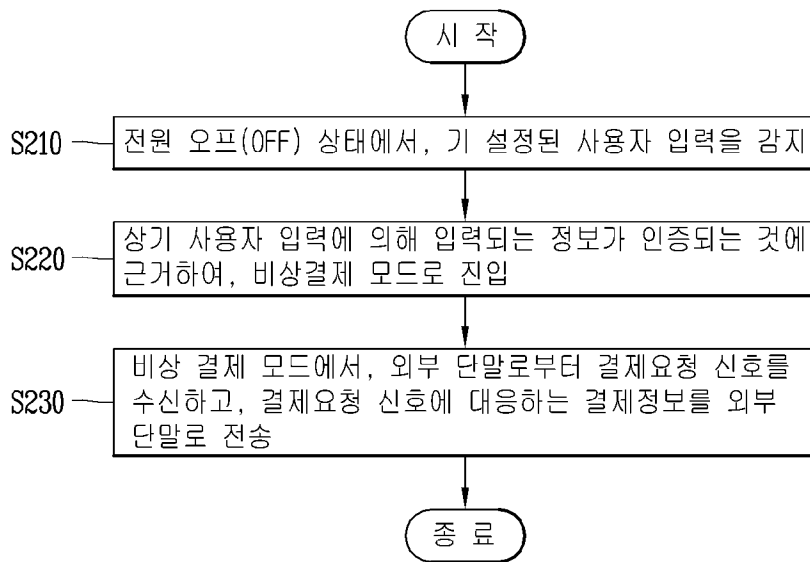 시 작
S210
전원 오프(OFF) 상태에서, 기 설정된 사용자 입력을 감지
S220
상기 사용자 입력에 의해 입력되는 정보가 인증되는 것에
근거하여, 비상결제 모드로 진입
S230
비상 결제 모드에서, 외부 단말로부터 결제요청 신호를
수신하고, 결제요청 신호에 대응하는 결제정보를 외부
단말로 전송
종 료